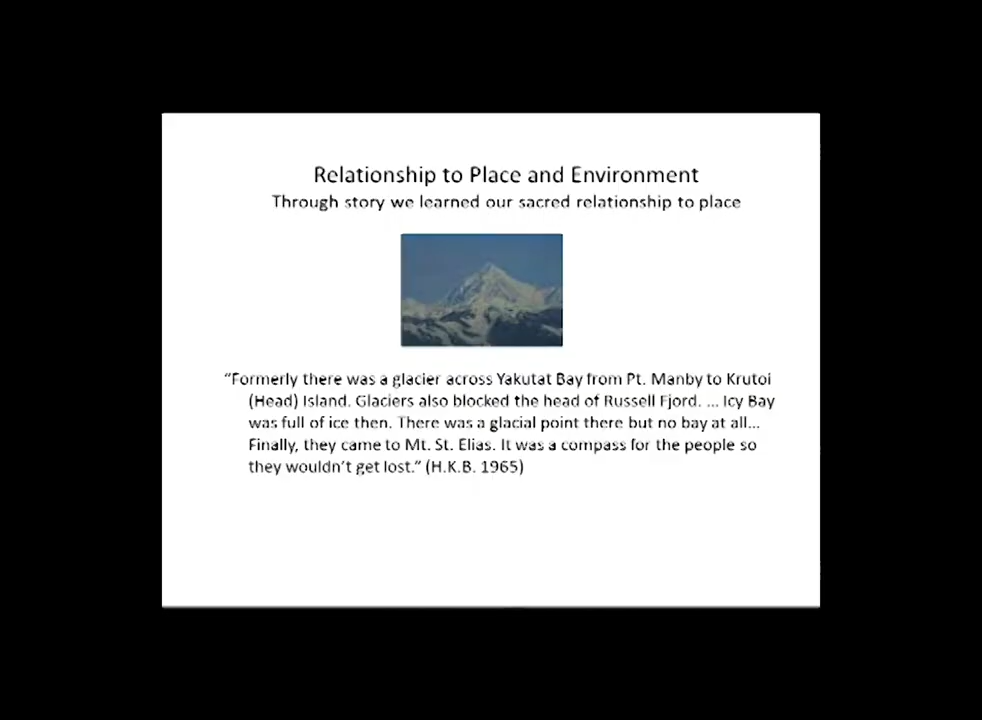 Relationship to Place and Environment
Through story we learned our sacred relationship to place
“Formerly there was a glacier across Yakutat Bay from Pt. Manby to Krutoi
(Head) Island. Glaciers also blocked the head of Russell Fjord. ... Icy Bay
was full of ice then. There was a glacial point there but no bay at all...
Finally, they came to Mt. St. Elias. It was a compass for the people so
they wouldn’t get lost.” (H.K.B. 1965)